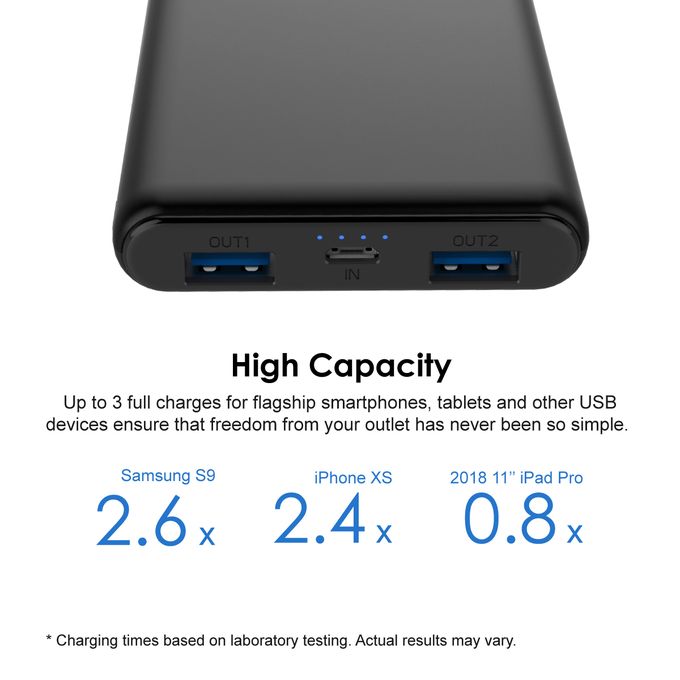 OUT1
OUT2
IN
High Capacity
Up to 3 full charges for flagship smartphones, tablets and other USB
devices ensure that freedom from your outlet has never been so simple.
Samsung S9
2.6 x
iPhone XS
2.4 x
2018 11” iPad Pro
0.8 x
* Charging times based on laboratory testing. Actual results may vary.